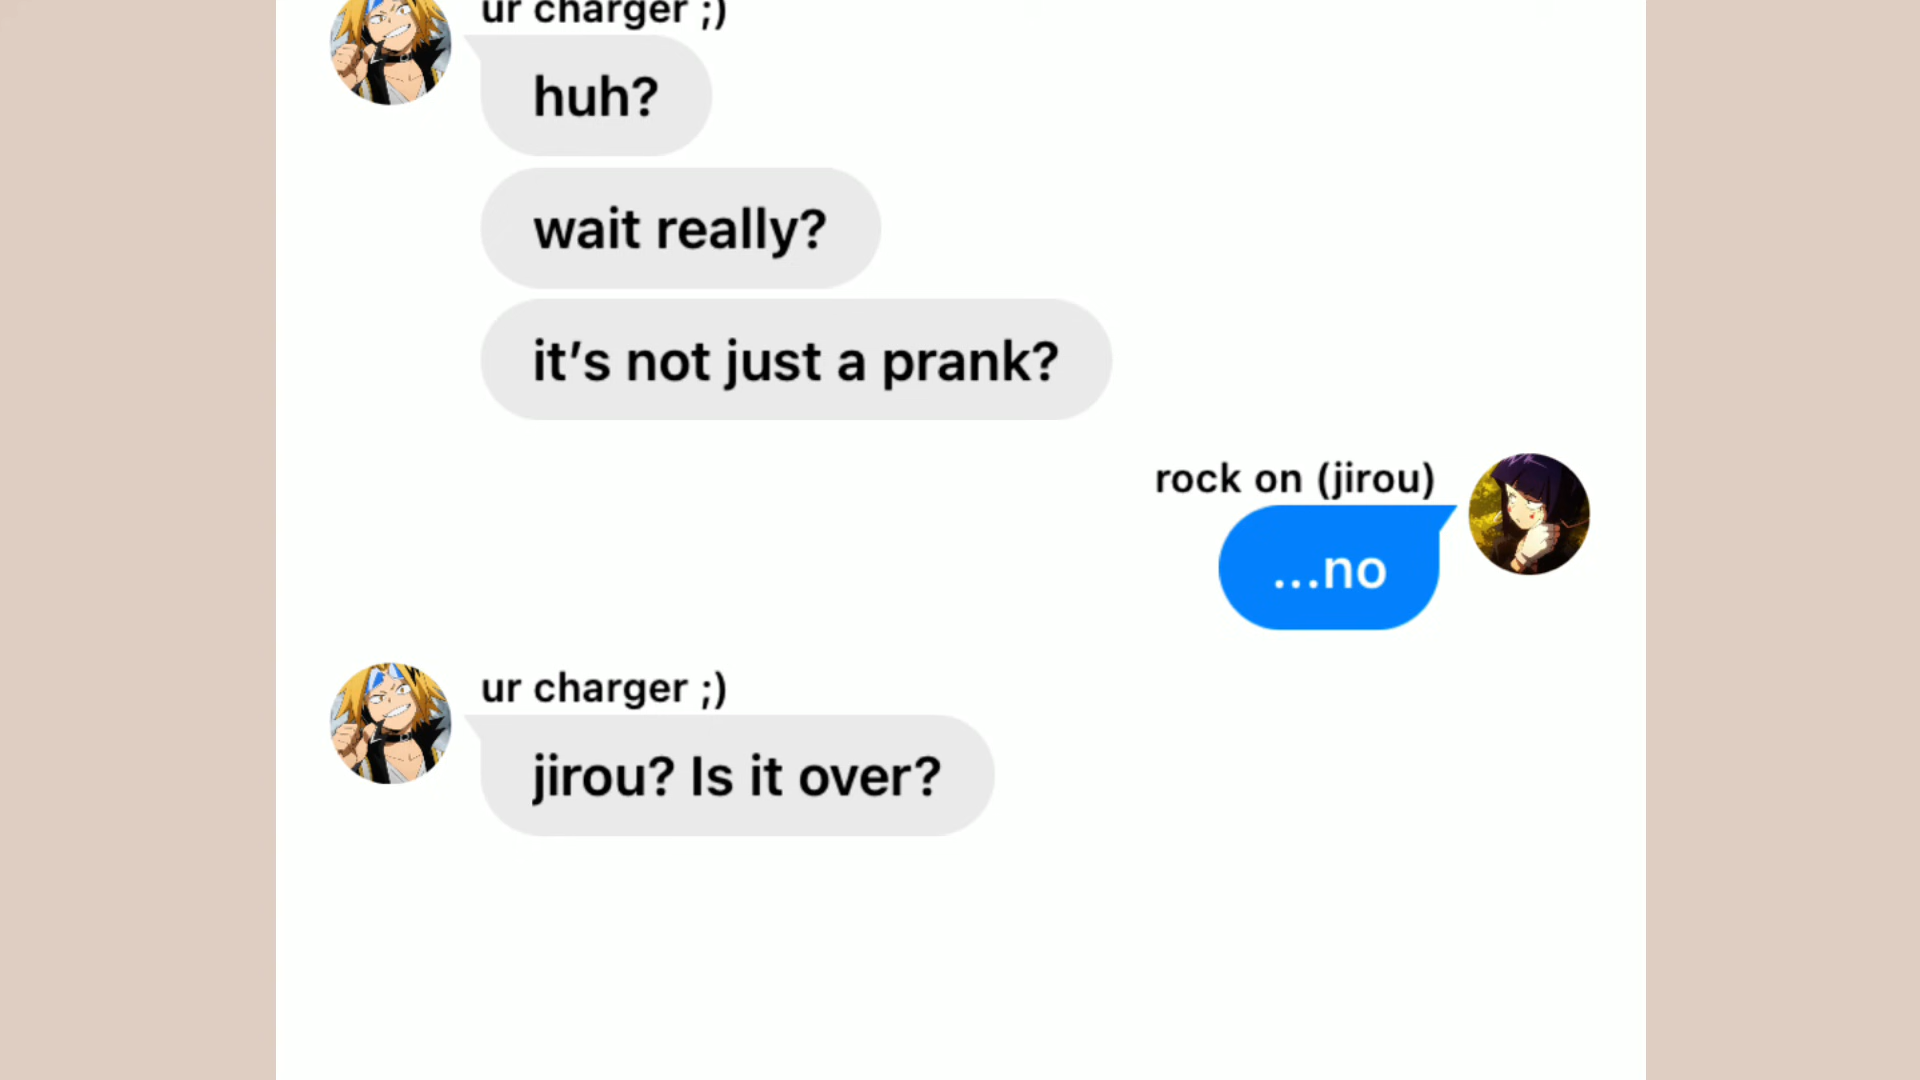 ur charger ;)
huh?
wait really?
it’s not just a prank?
rock on (jirou)
...no
ur charger ;)
jirou? Is it over?